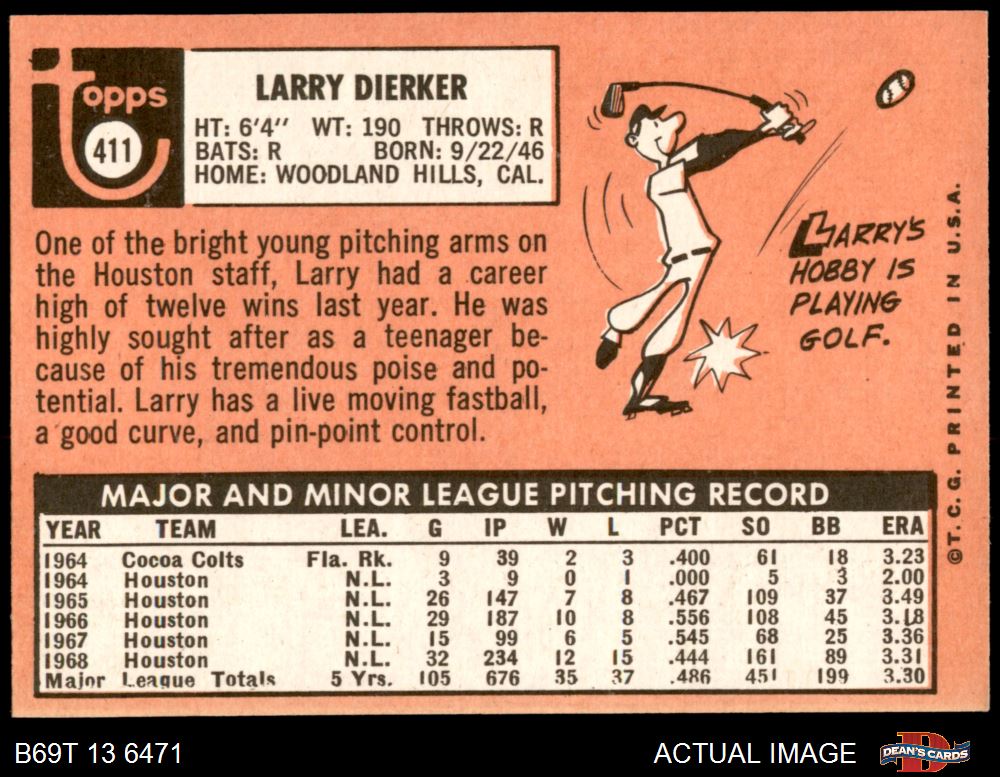 topps
411
LARRY DIERKER
HT: 6'4" WT: 190 THROWS: R
BATS: R BORN: 9/22/46
HOME: WOODLAND HILLS, CAL.
One of the bright young pitching arms on
the Houston staff, Larry had a career
high of twelve wins last year. He was
highly sought after as a teenager be-
cause of his tremendous poise and po-
tential. Larry has a live moving fastball,
a good curve, and pin-point control.
LARRY'S
HOBBY IS
PLAYING
GOLF.
©T. C. G. PRINTED IN U.S.A.
MAJOR AND MINOR LEAGUE PITCHING RECORD
YEAR TEAM LEA. G IP W L PCT SO BB ERA
1964 Cocoa Colts Fla. Rk. 9 39 2 3 .400 61 18 3.23
1964 Houston N.L. 3 9 0 1 .000 5 3 2.00
1965 Houston N.L. 26 147 7 8 .467 109 37 3.49
1966 Houston N.L. 29 187 10 8 .556 108 45 3.18
1967 Houston N.L. 15 99 6 5 .545 68 25 3.36
1968 Houston N.L. 32 234 12 15 .444 161 89 3.31
Major League Totals 5 Yrs. 105 676 35 37 .486 451 199 3.30
B69T 13 6471
ACTUAL IMAGE
DEAN'S CARDS